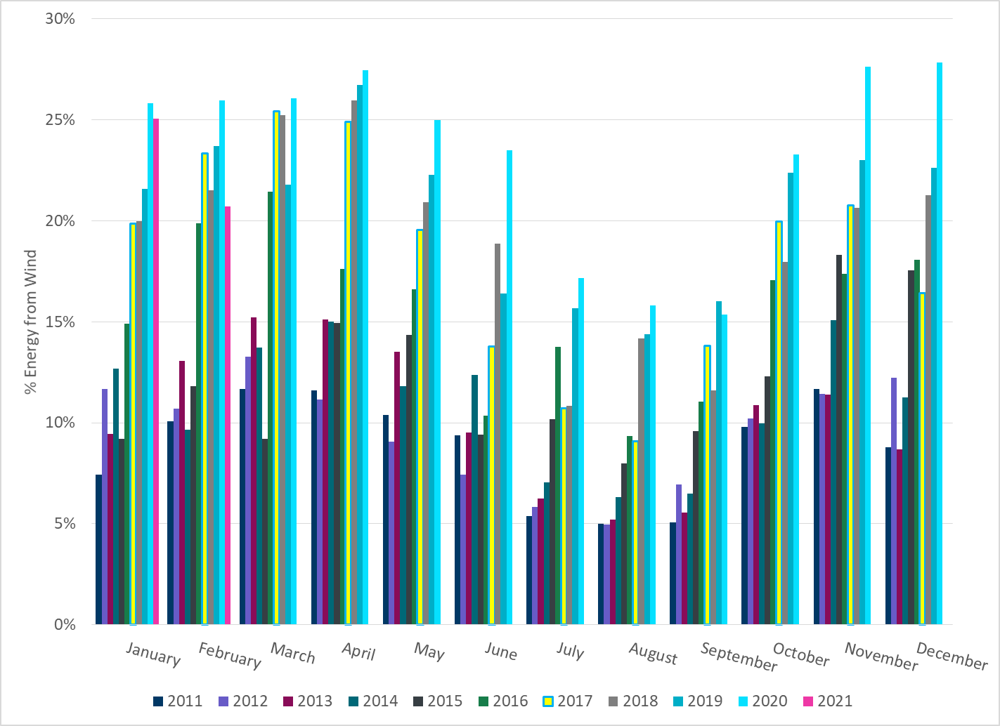 30%
25%
20%
15%
10%
5%
0%
% Energy from Wind
January February March April May June July August September October November December
2011 2012 2013 2014 2015 2016 2017 2018 2019 2020 2021